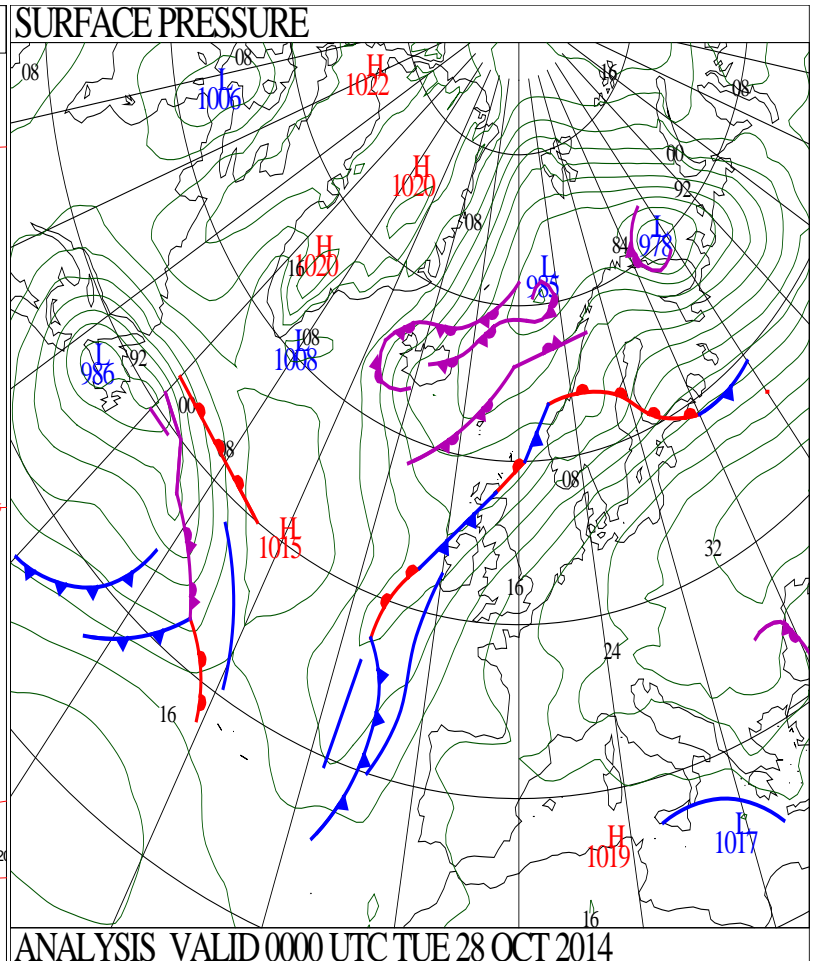 SURFACE PRESSURE
08
08
L
1006
H
1022
16
08
H
1020
00
92
08
L
978
84
H
1020
16
L
985
L
986
92
L
1008
08
00
08
H
1015
08
32
16
24
16
H
1019
L
1017
16
ANALYSIS VALID 0000 UTC TUE 28 OCT 2014